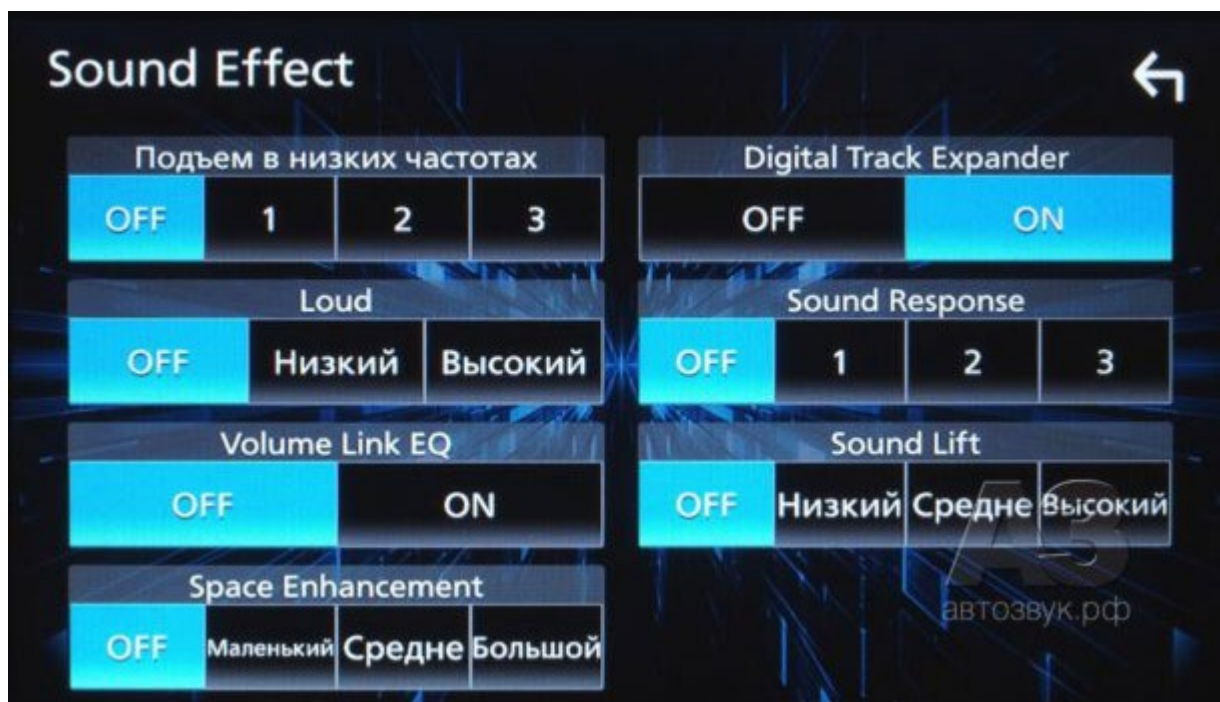 Sound Effect
Подъем в низких частотах
OFF 1 2 3
Digital Track Expander
OFF ON
Loud
OFF Низкий Высокий
Sound Response
OFF 1 2 3
Volume Link EQ
OFF ON
Sound Lift
OFF Низкий Средне Высокий
Space Enhancement
OFF Маленький Средне Большой
АЗ
автозвук.рф